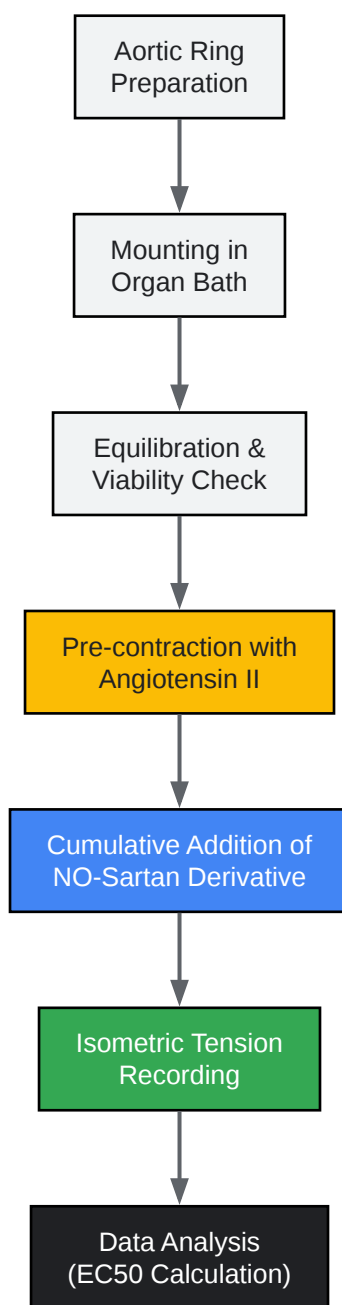 Aortic Ring
Preparation
Mounting in
Organ Bath
Equilibration &
Viability Check
Pre-contraction with
Angiotensin II
Cumulative Addition of
NO-Sartan Derivative
Isometric Tension
Recording
Data Analysis
(EC50 Calculation)